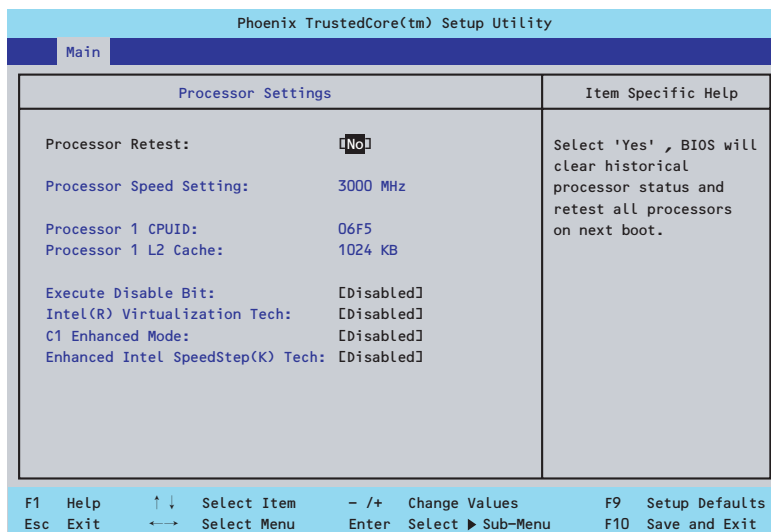 Phoenix TrustedCore(tm) Setup Utility
Main
Processor Settings
Item Specific Help
Processor Retest: [No]
Processor Speed Setting: 3000 MHz
Processor 1 CPUID: 06F5
Processor 1 L2 Cache: 1024 KB
Execute Disable Bit: [Disabled]
Intel(R) Virtualization Tech: [Disabled]
C1 Enhanced Mode: [Disabled]
Enhanced Intel SpeedStep(K) Tech: [Disabled]
Select 'Yes' , BIOS will
clear historical
processor status and
retest all processors
on next boot.
F1 Help ↑↓ Select Item - /+ Change Values F9 Setup Defaults
Esc Exit ←→ Select Menu Enter Select ▶ Sub-Menu F10 Save and Exit